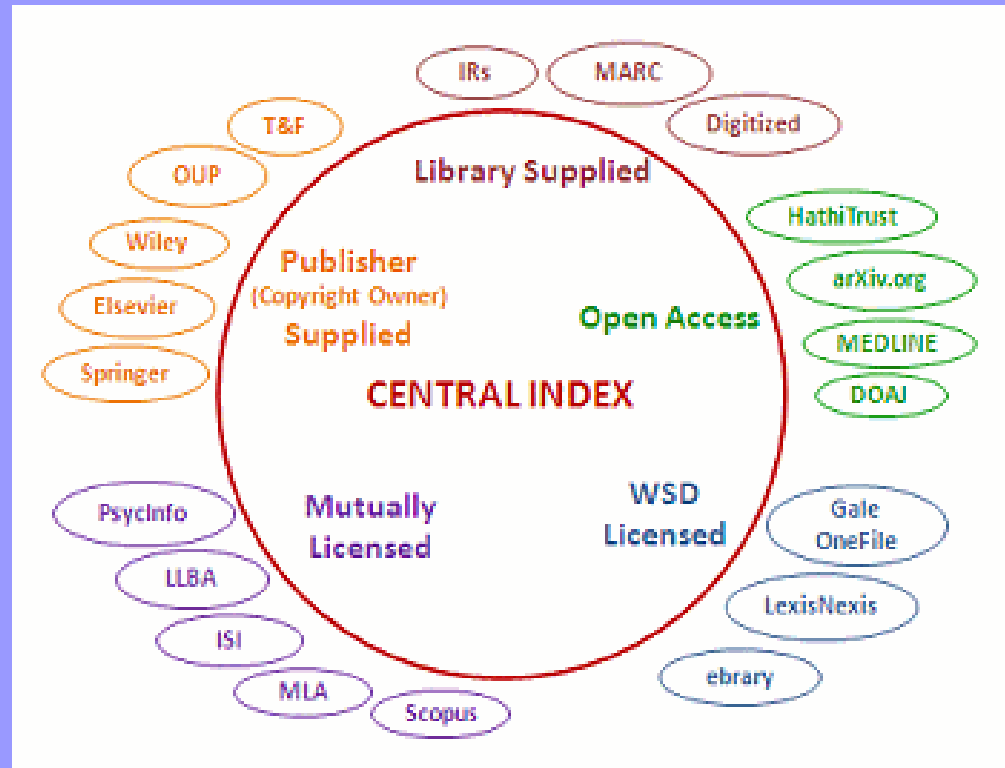 IRs
MARC
Digitized
T&F
OUP
Wiley
Elsevier
Springer
Library Supplied
Publisher
(Copyright Owner)
Supplied
Open Access
HathiTrust
arXiv.org
MEDLINE
DOAJ
CENTRAL INDEX
Mutually
Licensed
WSD
Licensed
PsycInfo
LLBA
ISI
MLA
Scopus
Gale
OneFile
LexisNexis
ebrary